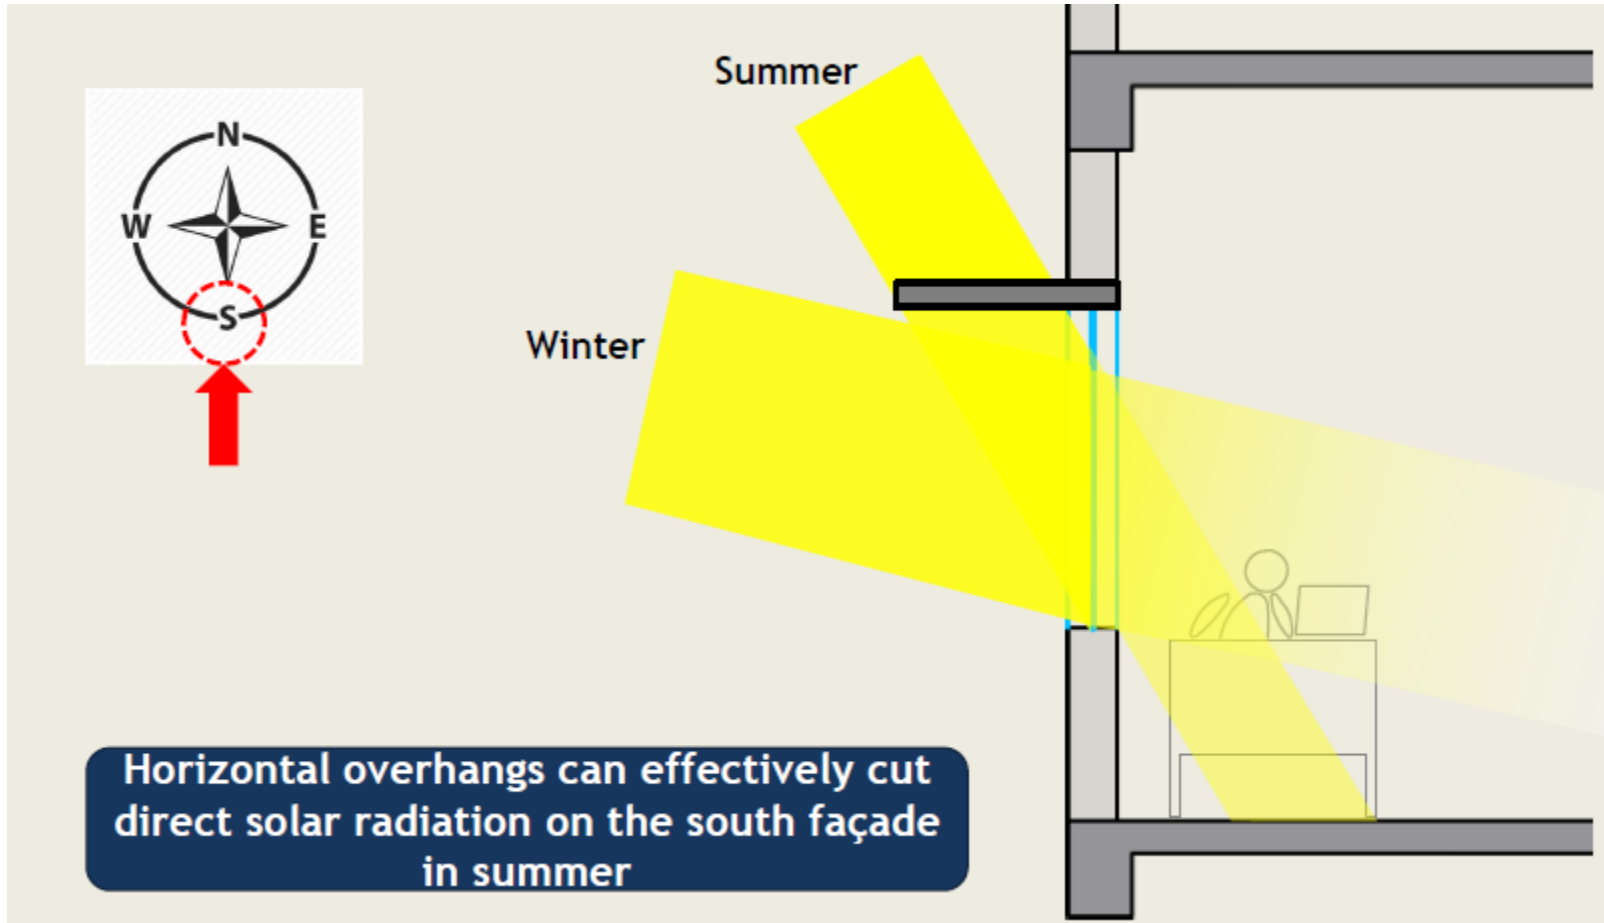 Summer
N
W
E
S
Winter
Horizontal overhangs can effectively cut
direct solar radiation on the south façade
in summer